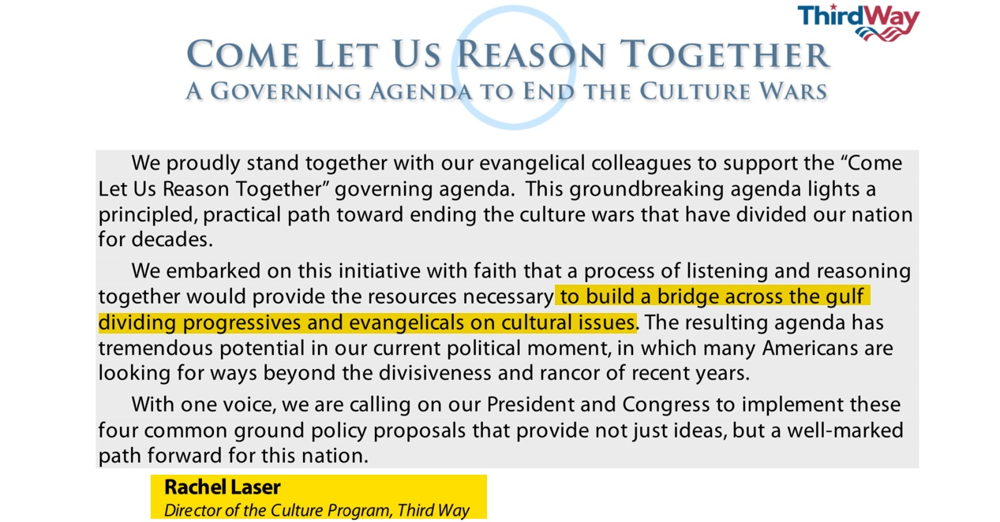 ThirdWay
COME LET US REASON TOGETHER
A GOVERNING AGENDA TO END THE CULTURE WARS
We proudly stand together with our evangelical colleagues to support the “Come
Let Us Reason Together” governing agenda. This groundbreaking agenda lights a
principled, practical path toward ending the culture wars that have divided our nation
for decades.
We embarked on this initiative with faith that a process of listening and reasoning
together would provide the resources necessary to build a bridge across the gulf
dividing progressives and evangelicals on cultural issues. The resulting agenda has
tremendous potential in our current political moment, in which many Americans are
looking for ways beyond the divisiveness and rancor of recent years.
With one voice, we are calling on our President and Congress to implement these
four common ground policy proposals that provide not just ideas, but a well-marked
path forward for this nation.
Rachel Laser
Director of the Culture Program, Third Way